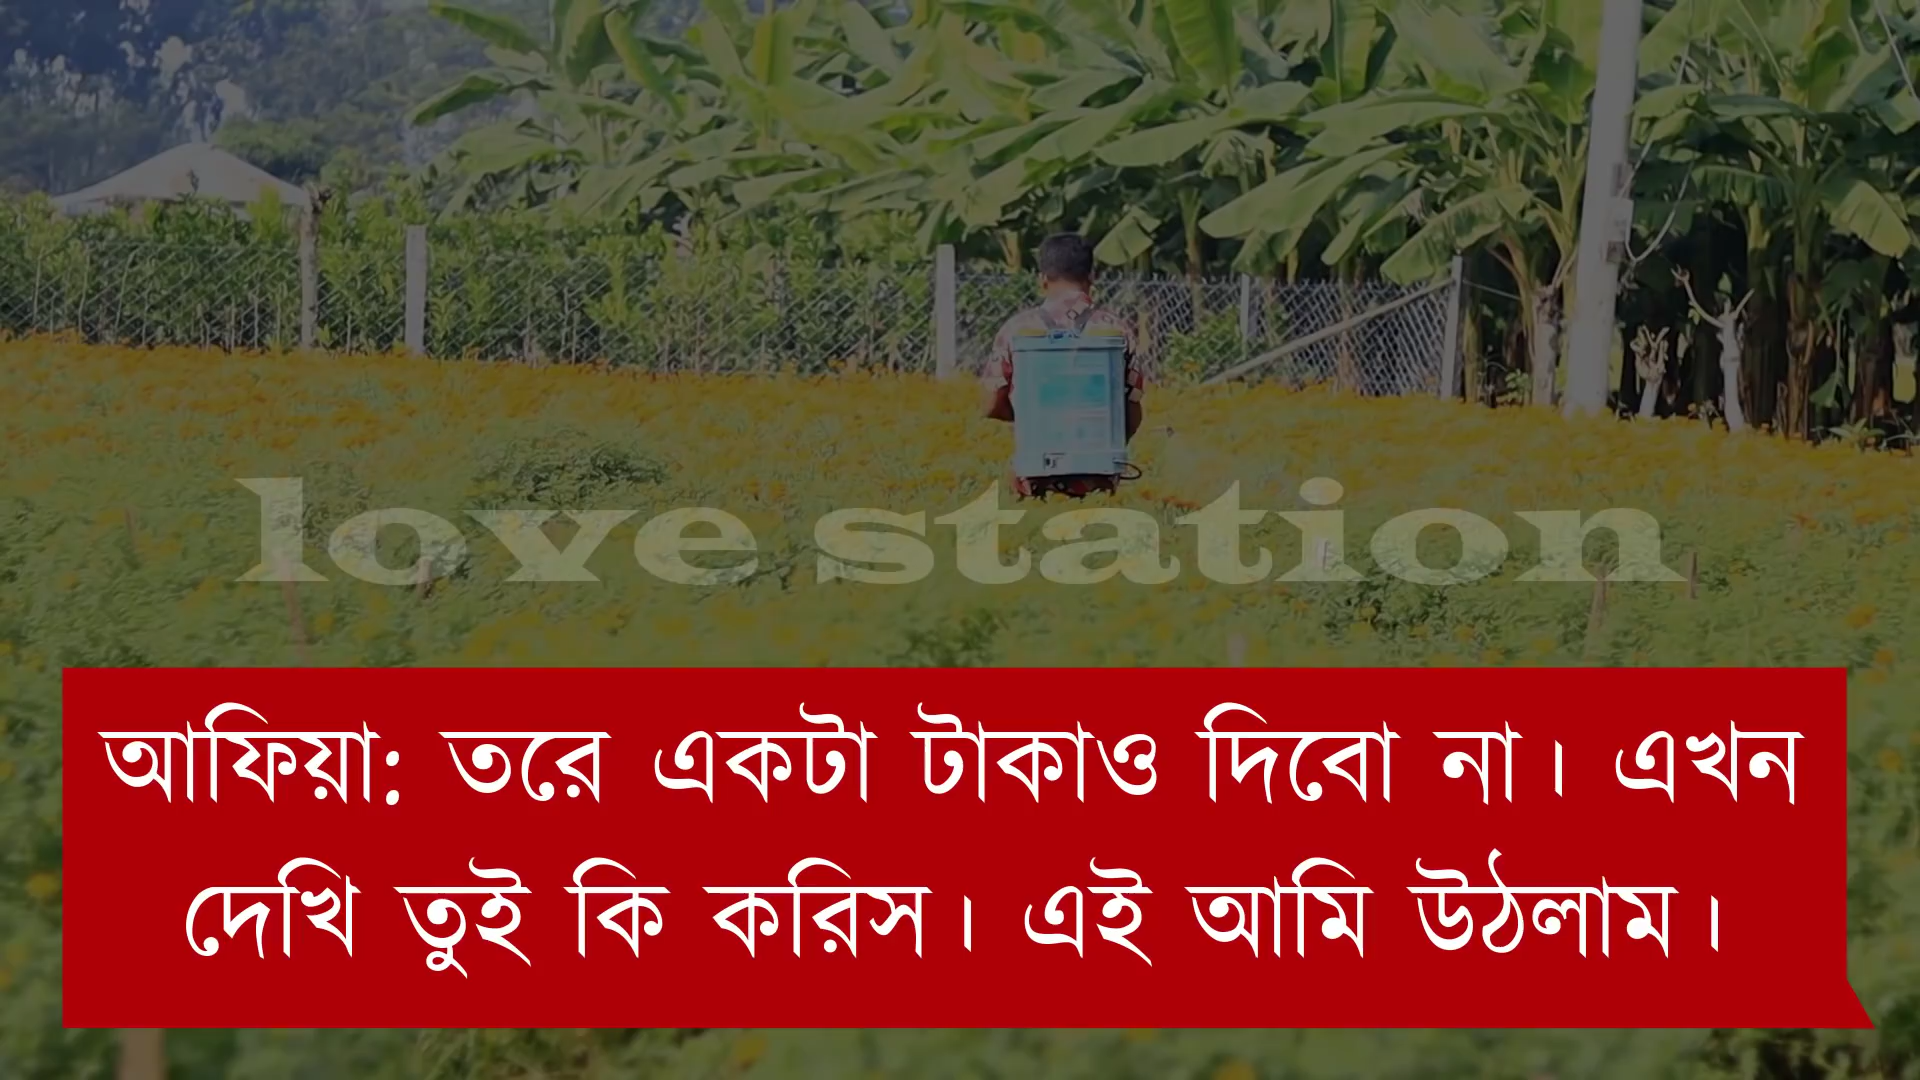 love station
আফিয়া: তরে একটা টাকাও দিবো না। এখন
দেখি তুই কি করিস। এই আমি উঠলাম।